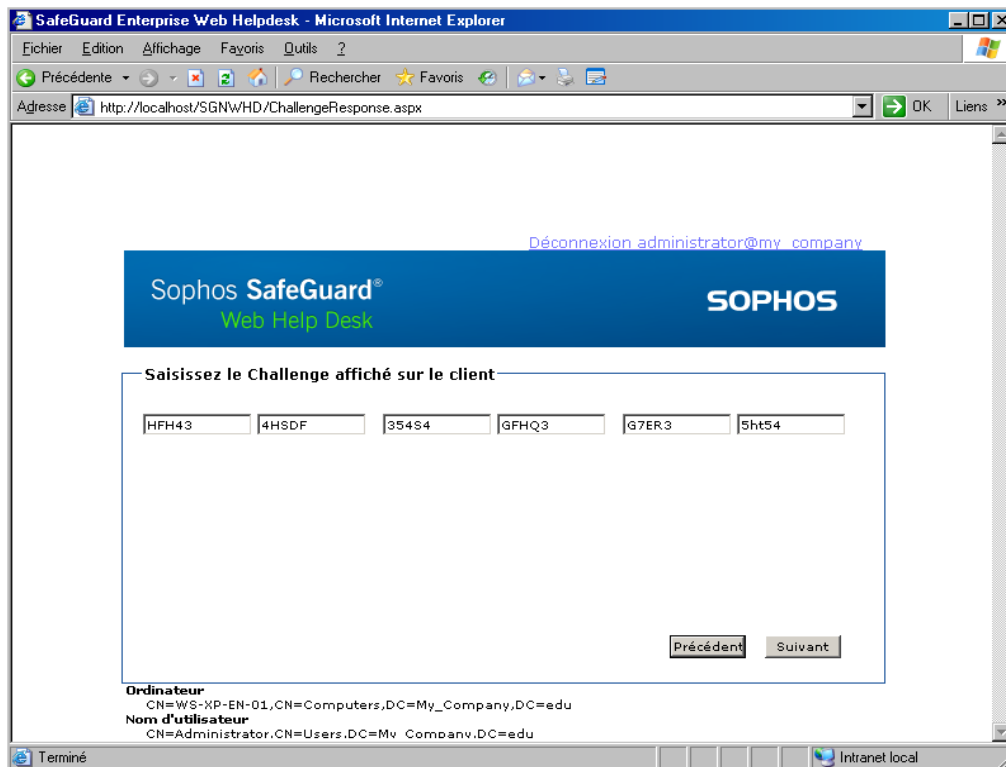 SafeGuard Enterprise Web Helpdesk - Microsoft Internet Explorer
Fichier Edition Affichage Favoris Outils ?
Précédente Rechercher Favoris
Adresse http://localhost/SGNWHD/ChallengeResponse.aspx OK Liens »
Déconnexion administrator@my_company
Sophos SafeGuard®
Web Help Desk
SOPHOS
Saisissez le Challenge affiché sur le client
HFH43 4HSDF 354S4 GFHQ3 G7ER3 5ht54
Précédent Suivant
Ordinateur
CN=WS-XP-EN-01,CN=Computers,DC=My_Company,DC=edu
Nom d'utilisateur
CN=Administrator,CN=Users,DC=My_Company,DC=edu
Terminé Intranet local